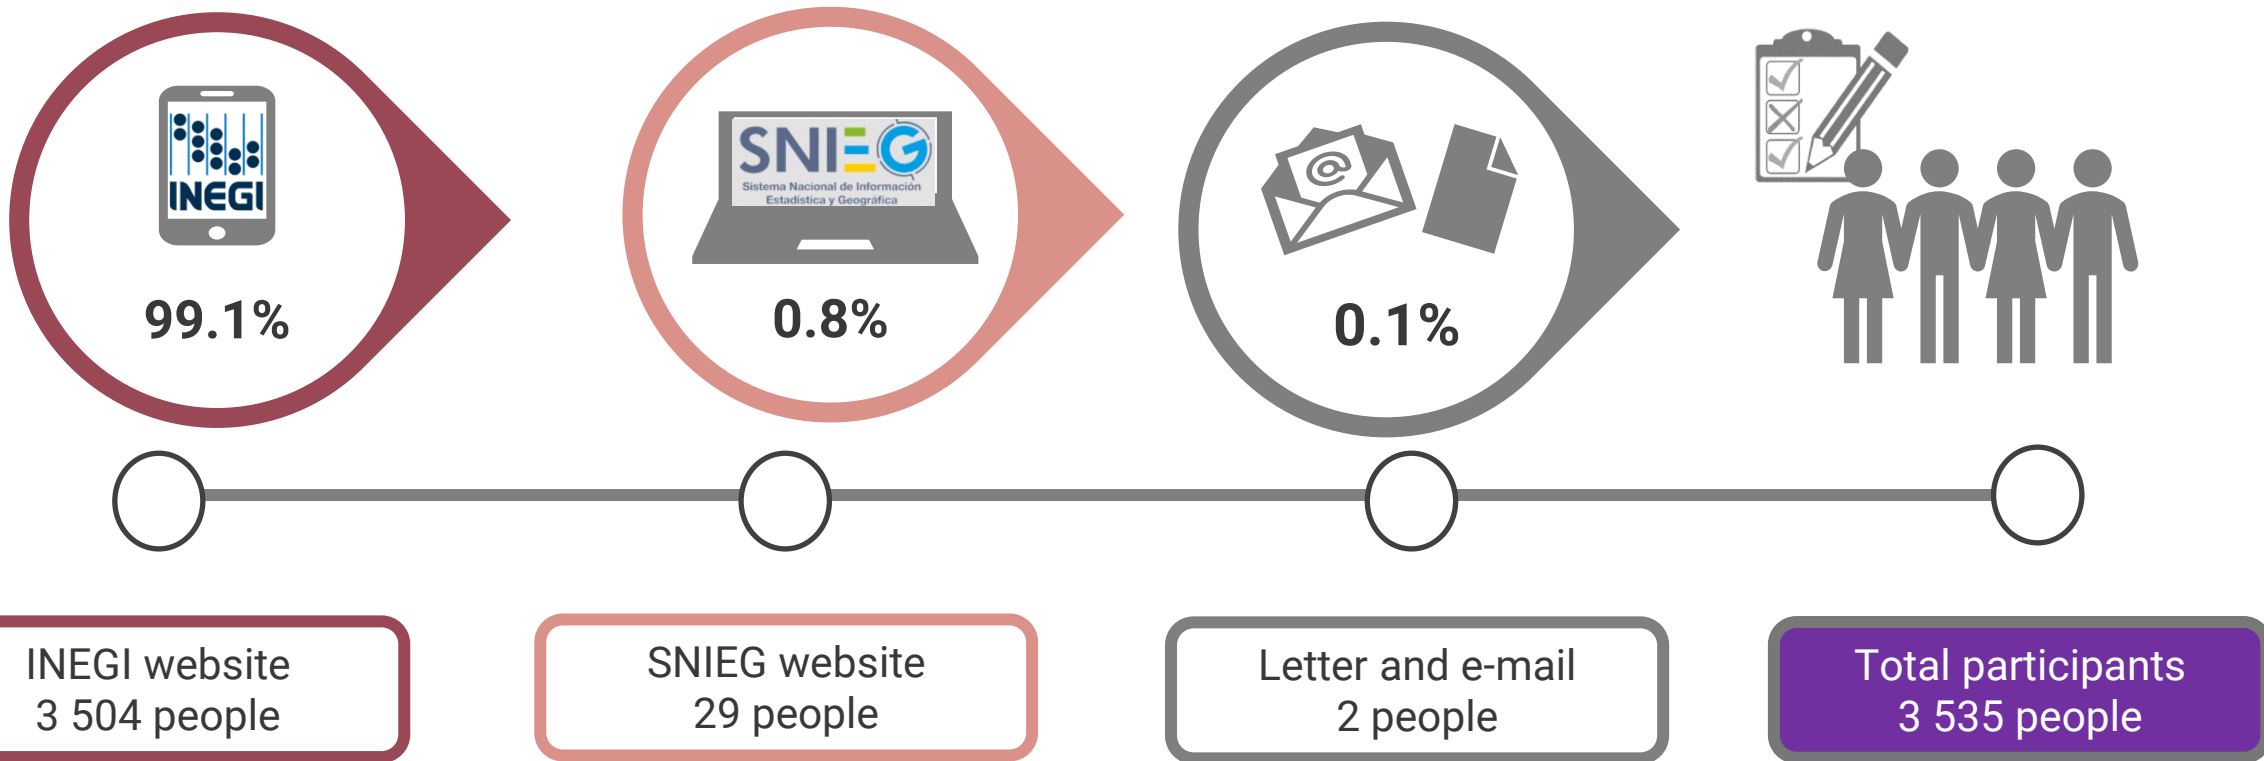 INEGI
99.1%
SNIEG
Sistema Nacional de Información
Estadística y Geográfica
0.8%
@
0.1%
INEGI website
3 504 people
SNIEG website
29 people
Letter and e-mail
2 people
Total participants
3 535 people